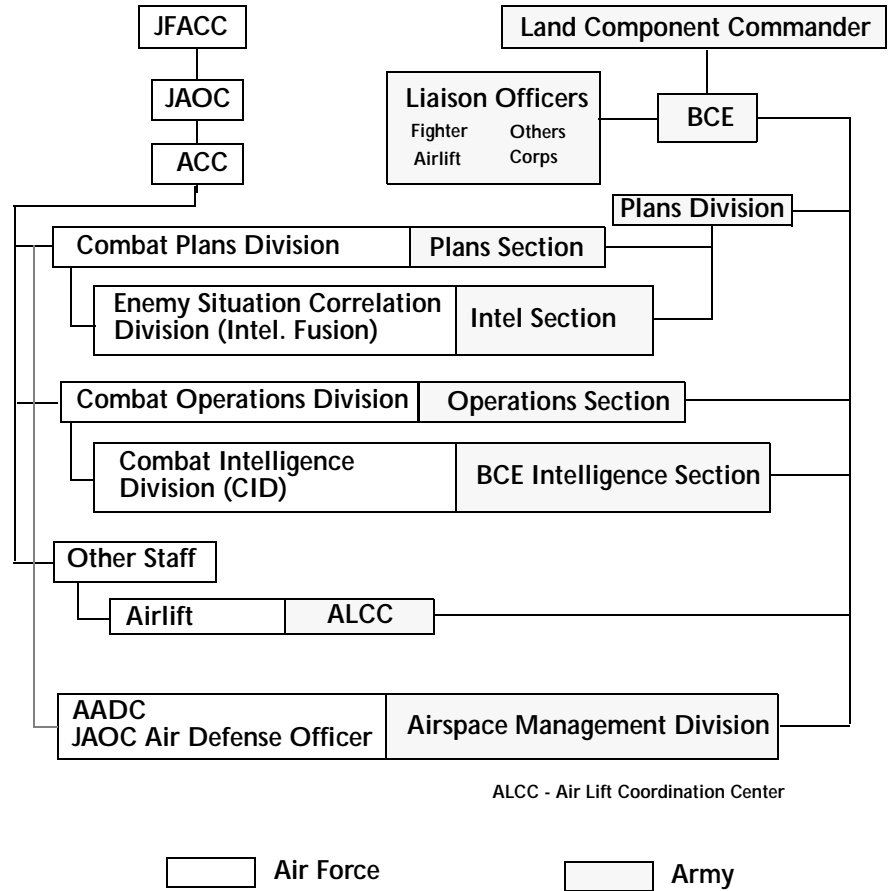 JFACC
Land Component Commander
JAOC
Liaison Officers
Fighter Others
Airlift Corps
BCE
ACC
Plans Division
Combat Plans Division
Plans Section
Enemy Situation Correlation
Division (Intel. Fusion)
Intel Section
Combat Operations Division
Operations Section
Combat Intelligence
Division (CID)
BCE Intelligence Section
Other Staff
Airlift
ALCC
AADC
JAOC Air Defense Officer
Airspace Management Division
ALCC - Air Lift Coordination Center
Air Force
Army